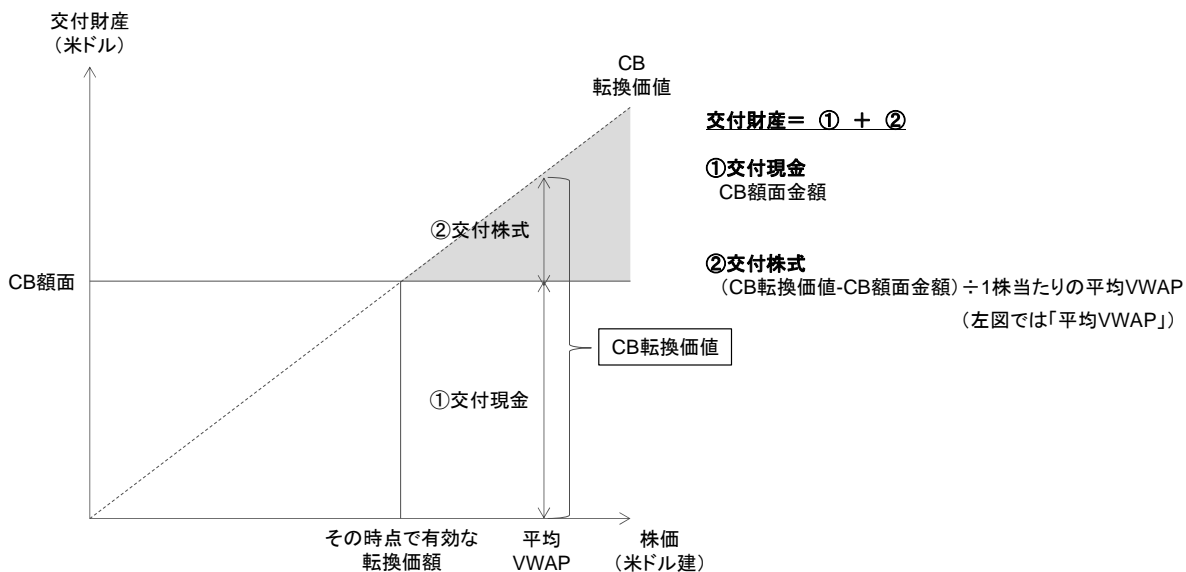 交付財産
（米ドル）
CB
転換価値
交付財産＝ ① ＋ ②
①交付現金
CB額面金額
②交付株式
②交付株式
（CB転換価値-CB額面金額）÷1株当たりの平均VWAP
（左図では「平均VWAP」）
CB額面
CB転換価値
①交付現金
その時点で有効な
転換価額
平均
VWAP
株価
（米ドル建）